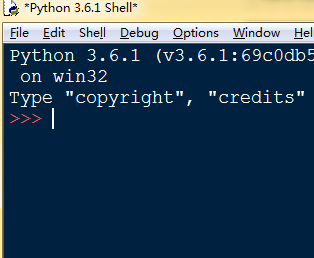 *Python 3.6.1 Shell*
File Edit Shell Debug Options Window Hel
Python 3.6.1 (v3.6.1:69c0db5
on win32
Type "copyright", "credits"
>>>